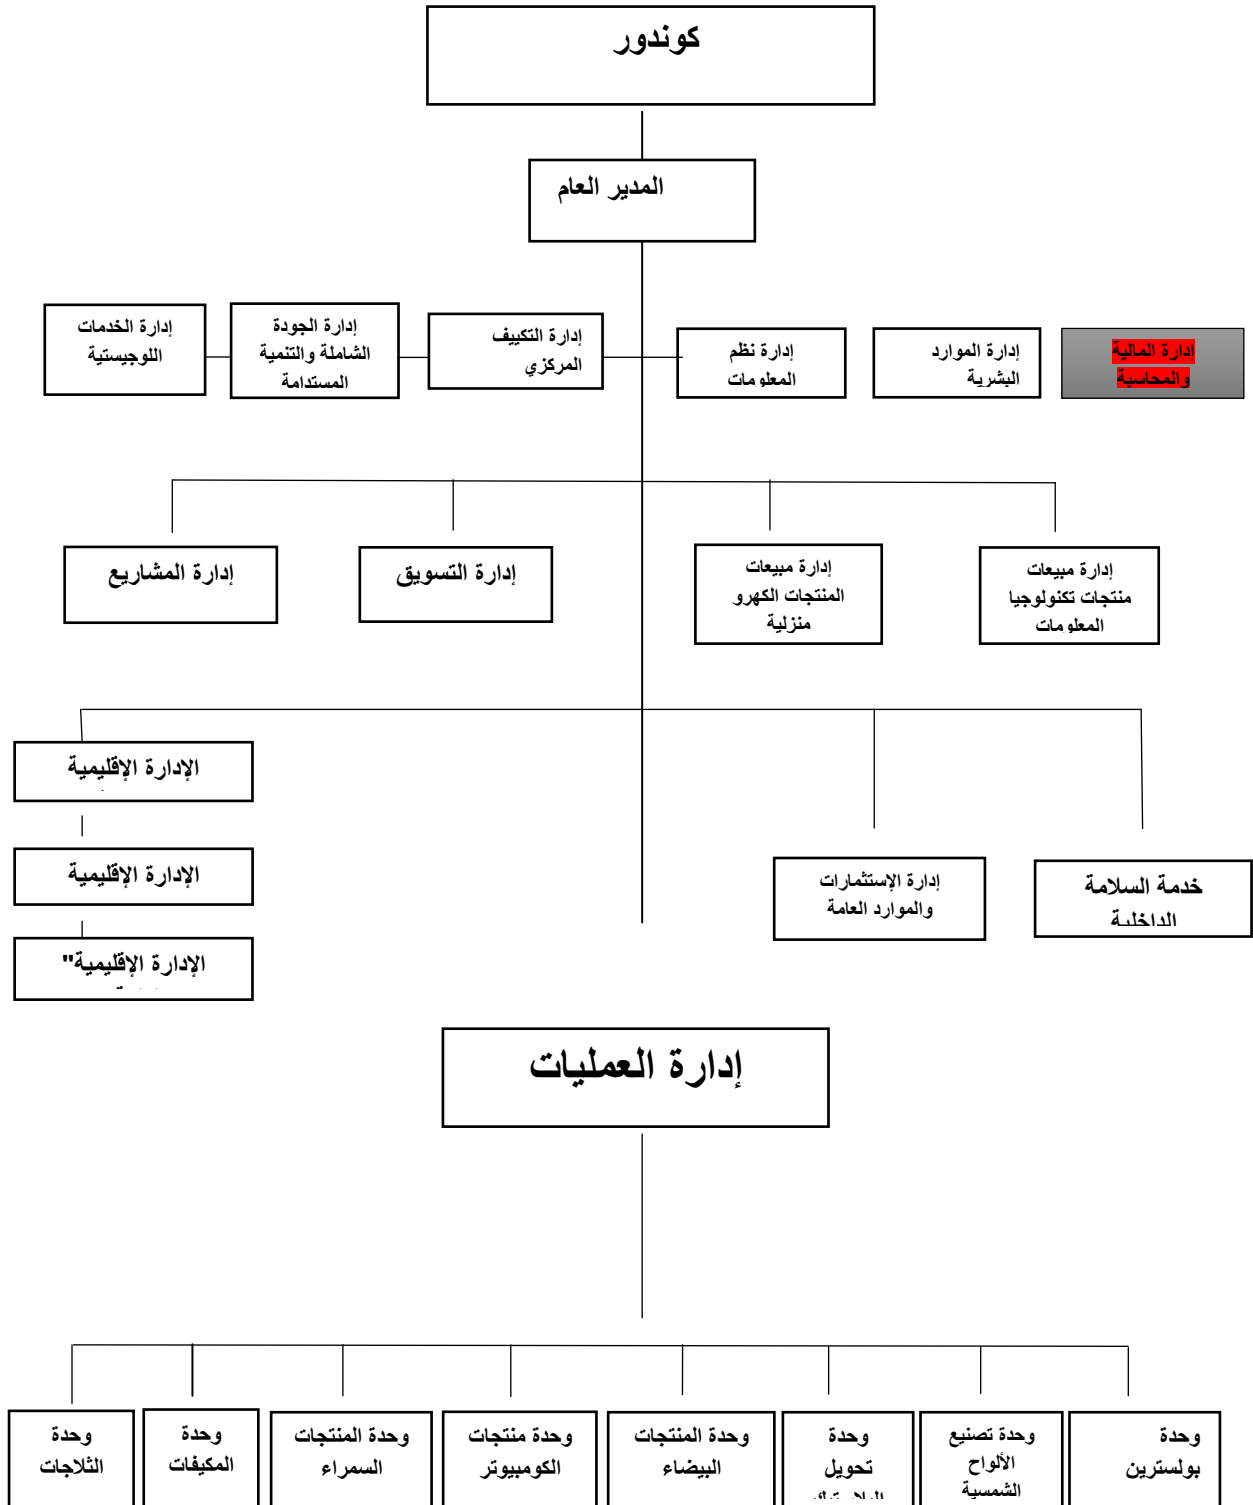 كوندور
المدير العام
إدارة المالية
والمحاسبة
إدارة الموارد
البشرية
إدارة نظم
المعلومات
إدارة التكييف
المركزي
إدارة الجودة
الشاملة والتنمية
المستدامة
إدارة الخدمات
اللوجيستية
إدارة مبيعات
منتجات تكنولوجيا
المعلومات
إدارة مبيعات
المنتجات الكهرو
منزلية
إدارة التسويق
إدارة المشاريع
الإدارة الإقليمية
الإدارة الإقليمية
الإدارة الإقليمية"
خدمة السلامة
الداخلية
إدارة الإستثمارات
والموارد العامة
إدارة العمليات
وحدة
بولسترين
وحدة تصنيع
الألواح
الشمسية
وحدة
تحويل
البلاستيك
وحدة المنتجات
البيضاء
وحدة منتجات
الكومبيوتر
وحدة المنتجات
السمراء
وحدة
المكيفات
وحدة
الثلاجات